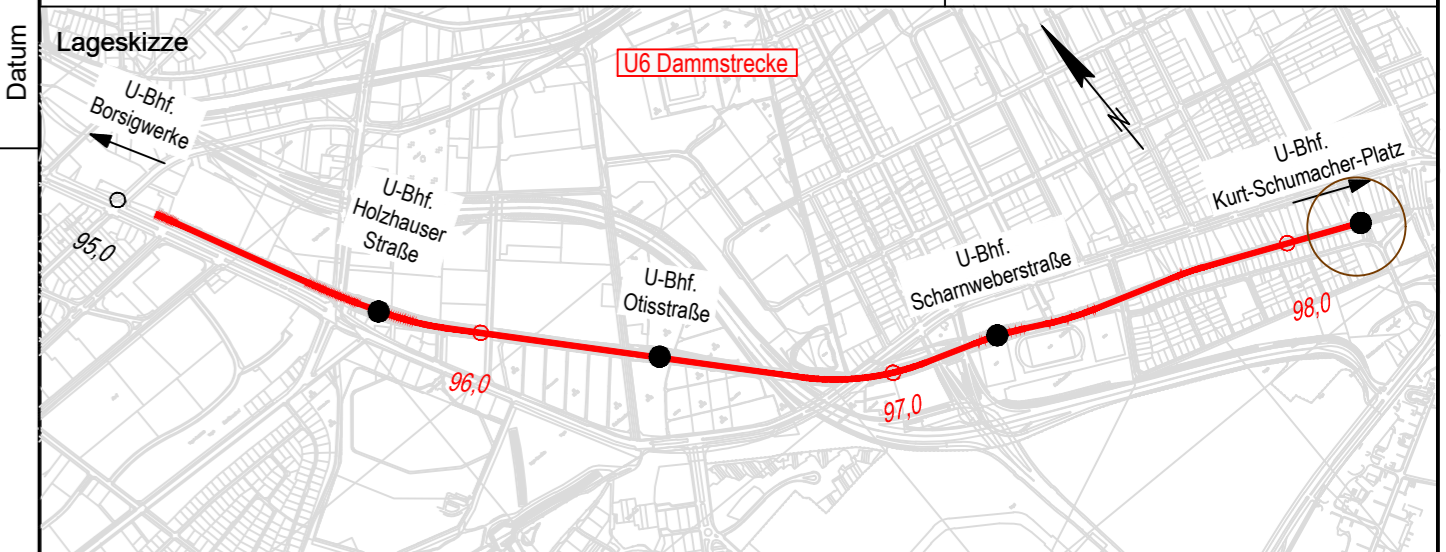 Datum
Lageskizze
U6 Dammstrecke
U-Bhf.
Borsigwerke
95,0
U-Bhf.
Holzhauser
Straße
96,0
U-Bhf.
Otisstraße
97,0
U-Bhf.
Scharnweberstraße
N
U-Bhf.
Kurt-Schumacher-Platz
98,0